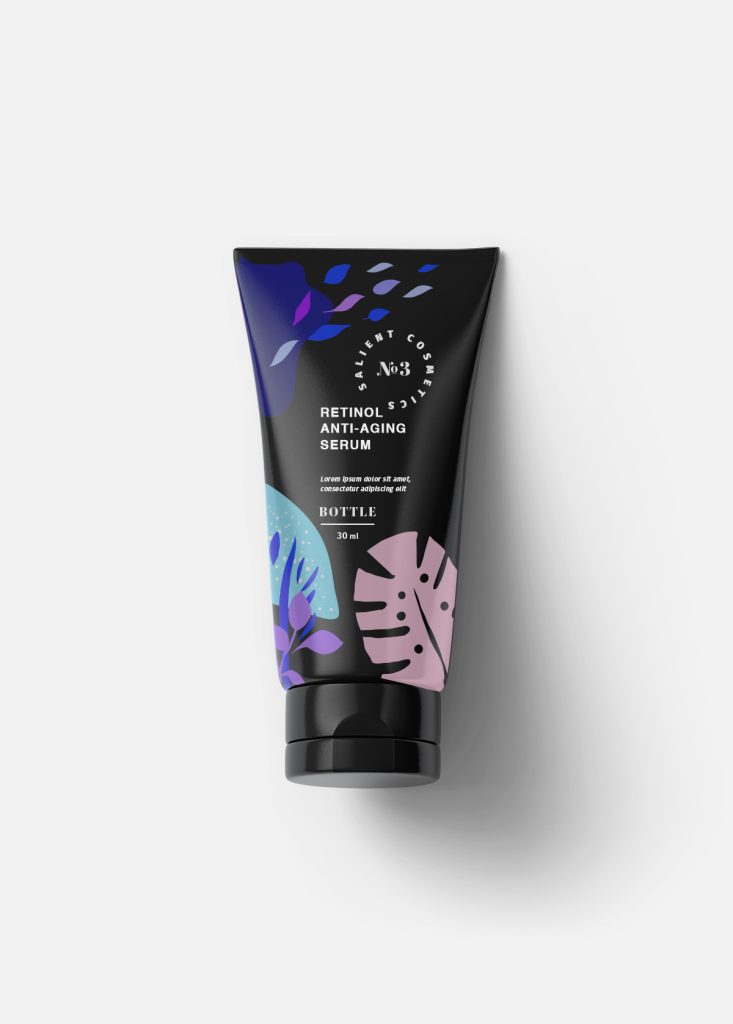 SALIENT COSMETICS
№3
RETINOL
ANTI-AGING
SERUM
Lorem ipsum dolor sit amet,
consectetur adipiscing elit
BOTTLE
30 ml